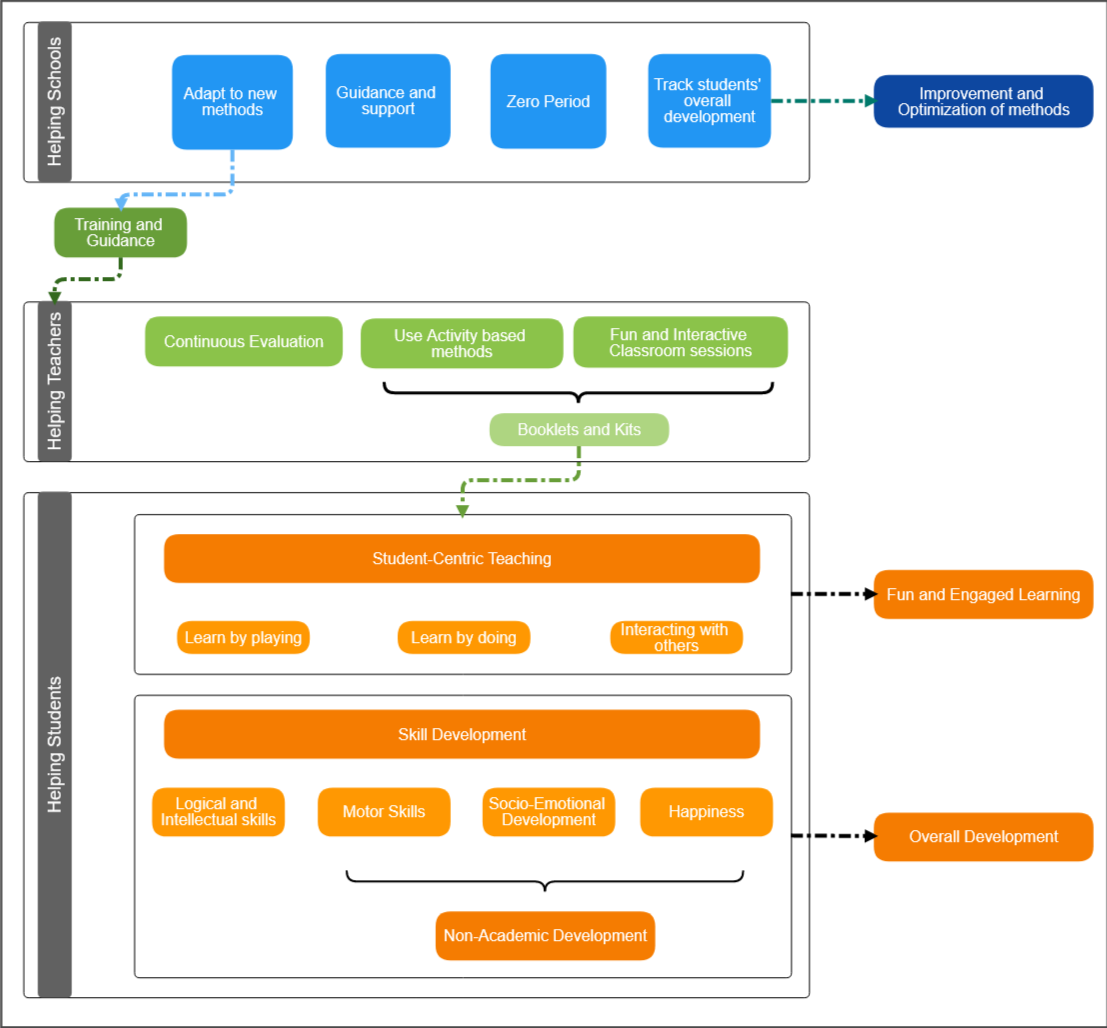 Helping Schools
Adapt to new
methods
Guidance and
support
Zero Period
Track students'
overall
development
Improvement and
Optimization of methods
Training and
Guidance
Helping Teachers
Continuous Evaluation
Use Activity based
methods
Fun and Interactive
Classroom sessions
Booklets and Kits
Helping Students
Student-Centric Teaching
Learn by playing
Learn by doing
Interacting with
others
Fun and Engaged Learning
Skill Development
Logical and
Intellectual skills
Motor Skills
Socio-Emotional
Development
Happiness
Overall Development
Non-Academic Development